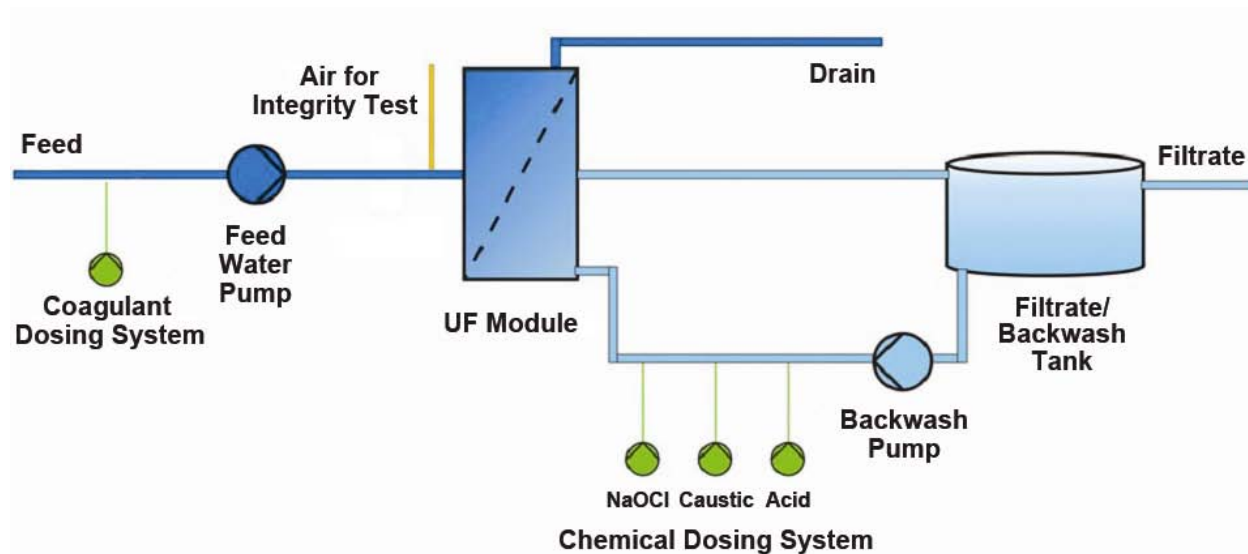 Air for
Integrity Test
Drain
Feed
Filtrate
Feed
Water
Pump
Coagulant
Dosing System
UF Module
Filtrate/
Backwash
Tank
Backwash
Pump
NaOCl Caustic Acid
Chemical Dosing System